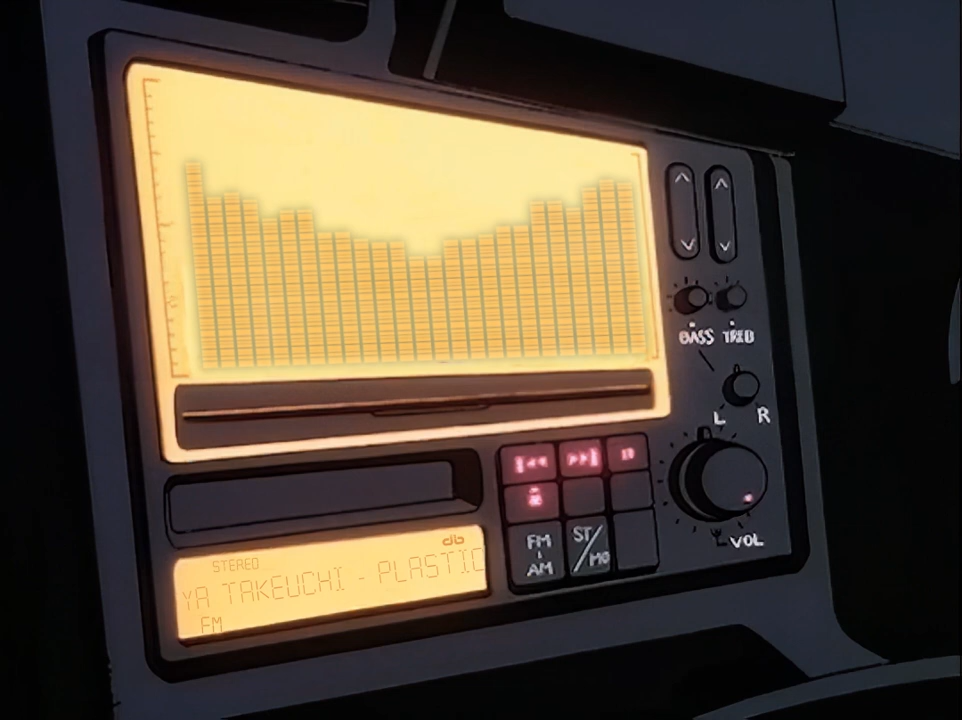 BASS TREB
L R
VOL
FM
AM
ST/MO
db
STEREO
YA TAKEUCHI - PLASTIC
FM